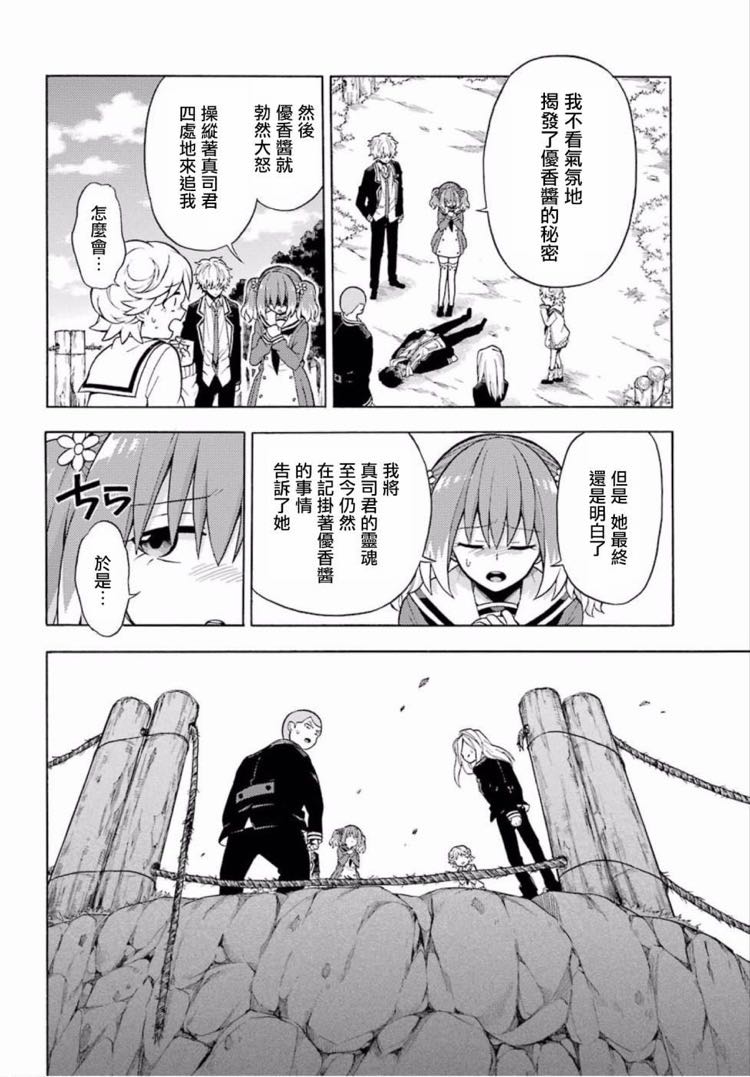 我不看氣氛地
揭發了優香醬的秘密
然後
優香醬就
勃然大怒
操縱著真司君
四處地來追我
怎麼會…
但是 她最終
還是明白了
我將
真司君的靈魂
至今仍然
在記掛著優香醬
的事情
告訴了她
ちら
於是…